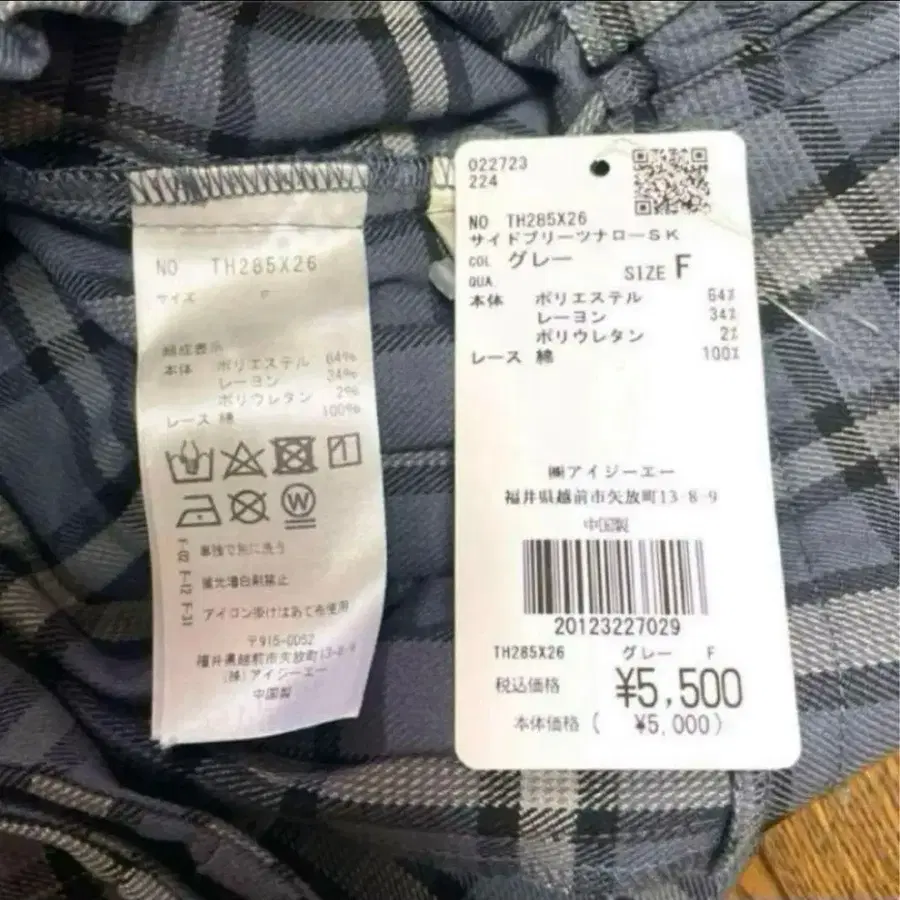 NO TH285X26
サイズ F
組成表示
本体 ポリエステル 64%
レーヨン 34%
ポリウレタン 2%
レース 綿 100%
W
F-02 単独で別に洗う
F-12 蛍光増白剤禁止
F-31 アイロン掛けはあて布使用
〒915-0052
福井県越前市矢放町13-8-9
(株)アイジーエー
中国製
022723
224
NO TH285X26
サイドプリーツナローSK
COL グレー
SIZE F
QUA
本体 ポリエステル 64%
レーヨン 34%
ポリウレタン 2%
レース 綿 100%
㈱アイジーエー
福井県越前市矢放町13-8-9
中国製
20123227029
TH285X26 グレー F
税込価格 ¥5,500
本体価格( ¥5,000)